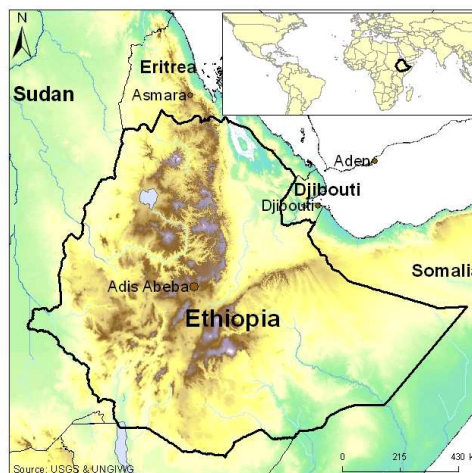 N
Eritrea
Sudan
Asmara
Aden
Djibouti
Djibouti
Somalia
Adis Abeba
Ethiopia
Source: USGS & UNGIWG
0 215 430